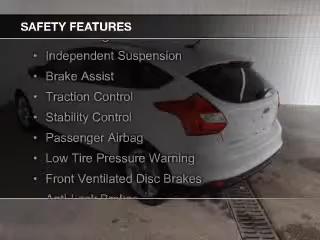 SAFETY FEATURES
• Independent Suspension
• Brake Assist
• Traction Control
• Stability Control
• Passenger Airbag
• Low Tire Pressure Warning
• Front Ventilated Disc Brakes